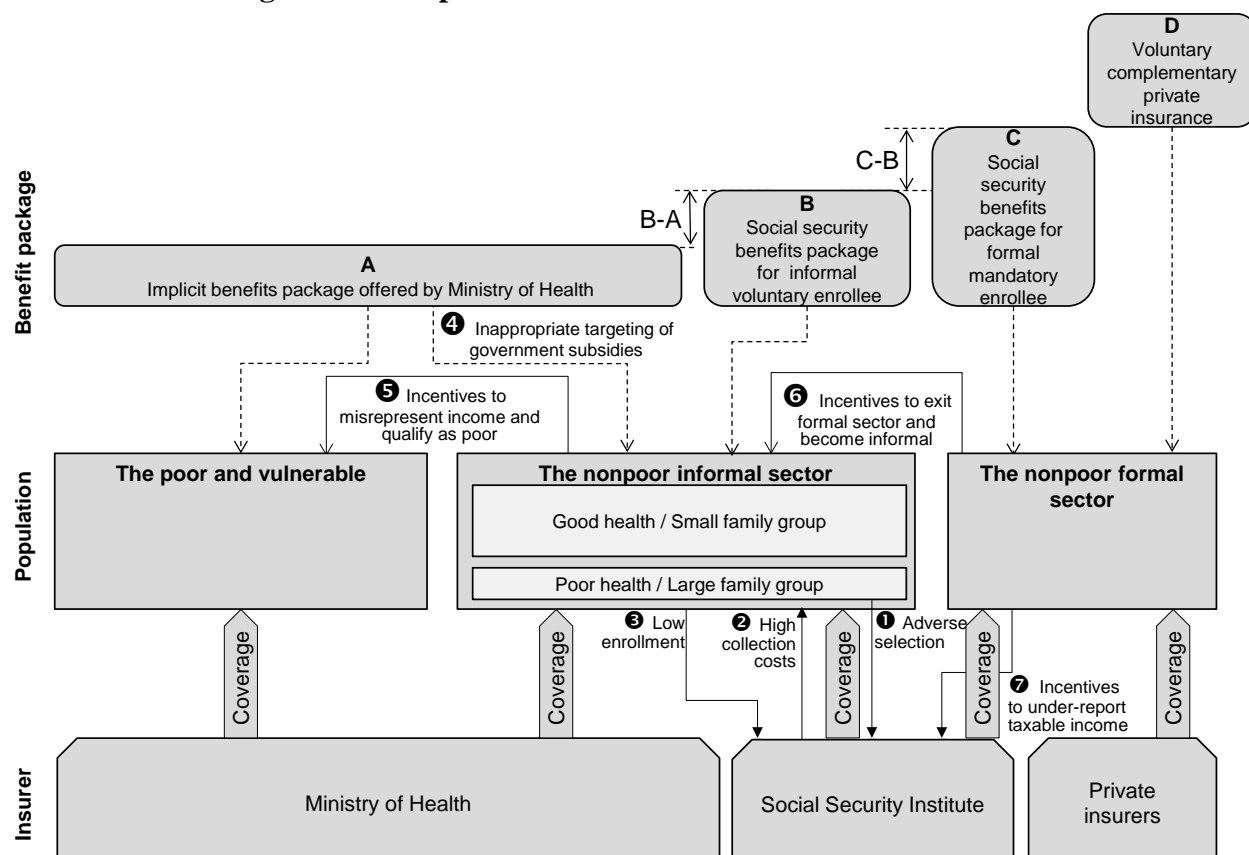 D
Voluntary
complementary
private
insurance
C
Social
security
benefits
package for
formal
mandatory
enrollee
C-B
B-A
B
Social security
benefits package
for informal
voluntary enrollee
A
Implicit benefits package offered by Ministry of Health
Benefit package
❹ Inappropriate targeting of
government subsidies
❺ Incentives to
misrepresent income and
qualify as poor
❻ Incentives to exit
formal sector and
become informal
Population
The poor and vulnerable
The nonpoor informal sector
Good health / Small family group
Poor health / Large family group
The nonpoor formal
sector
❸ Low
enrollment
❷ High
collection
costs
❶ Adverse
selection
❼ Incentives
to under-report
taxable income
Coverage
Coverage
Coverage
Coverage
Coverage
Insurer
Ministry of Health
Social Security Institute
Private
insurers